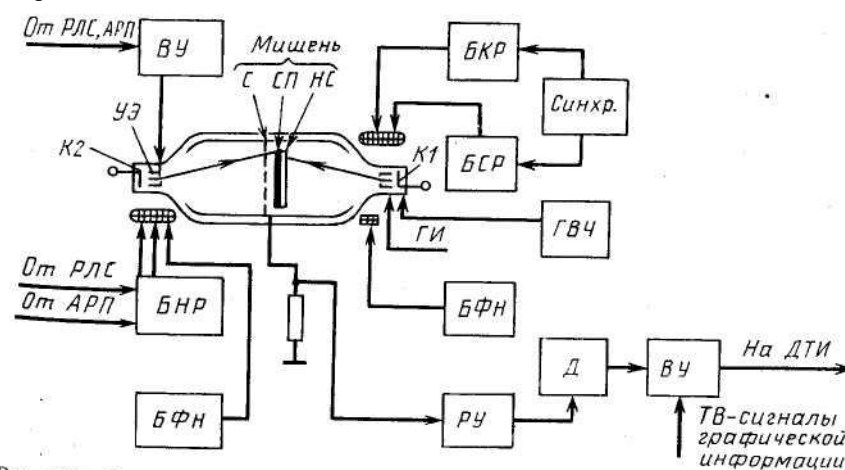 От РЛС, АРП
ВУ
Мишень
С СП НС
БКР
Синхр.
УЭ
К2
К1
БСР
ГВЧ
ГИ
От РЛС
От АРП
БНР
БФН
БФН
РУ
Д
ВУ
На ДТИ
ТВ-сигналы
графической
информации